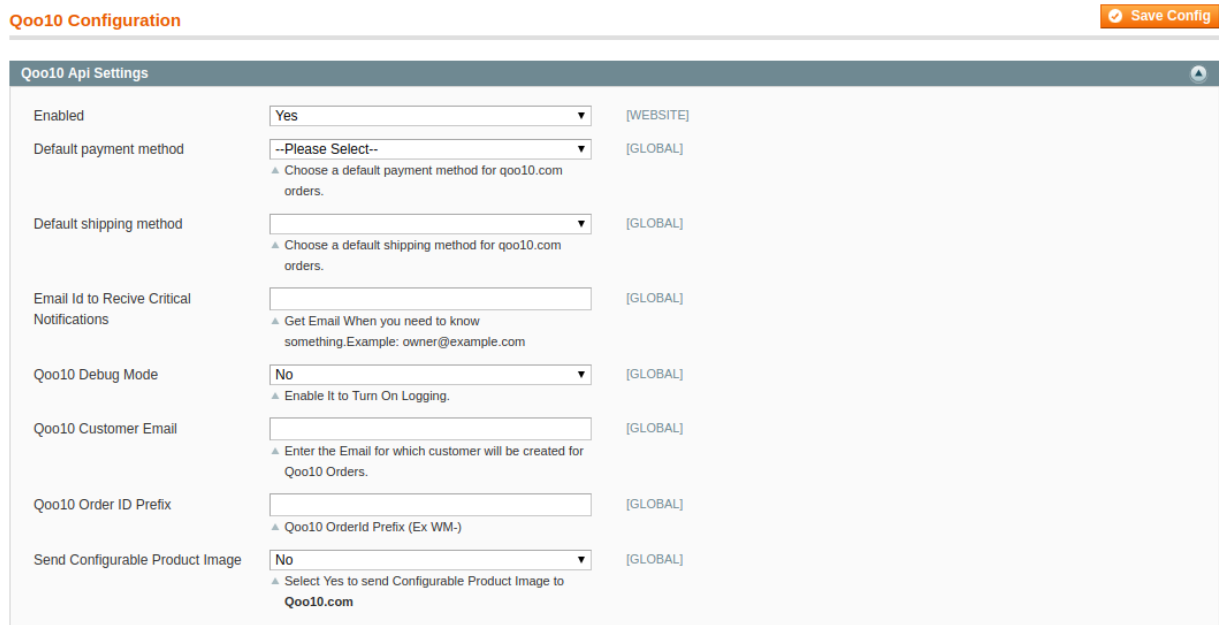 Qoo10 Configuration
Save Config
Qoo10 Api Settings
Enabled
Yes
[WEBSITE]
Default payment method
--Please Select--
[GLOBAL]
Choose a default payment method for qoo10.com
orders.
Default shipping method
[GLOBAL]
Choose a default shipping method for qoo10.com
orders.
Email Id to Recive Critical
Notifications
[GLOBAL]
Get Email When you need to know
something.Example: owner@example.com
Qoo10 Debug Mode
No
[GLOBAL]
Enable It to Turn On Logging.
Qoo10 Customer Email
[GLOBAL]
Enter the Email for which customer will be created for
Qoo10 Orders.
Qoo10 Order ID Prefix
[GLOBAL]
Qoo10 OrderId Prefix (Ex WM-)
Send Configurable Product Image
No
[GLOBAL]
Select Yes to send Configurable Product Image to
Qoo10.com